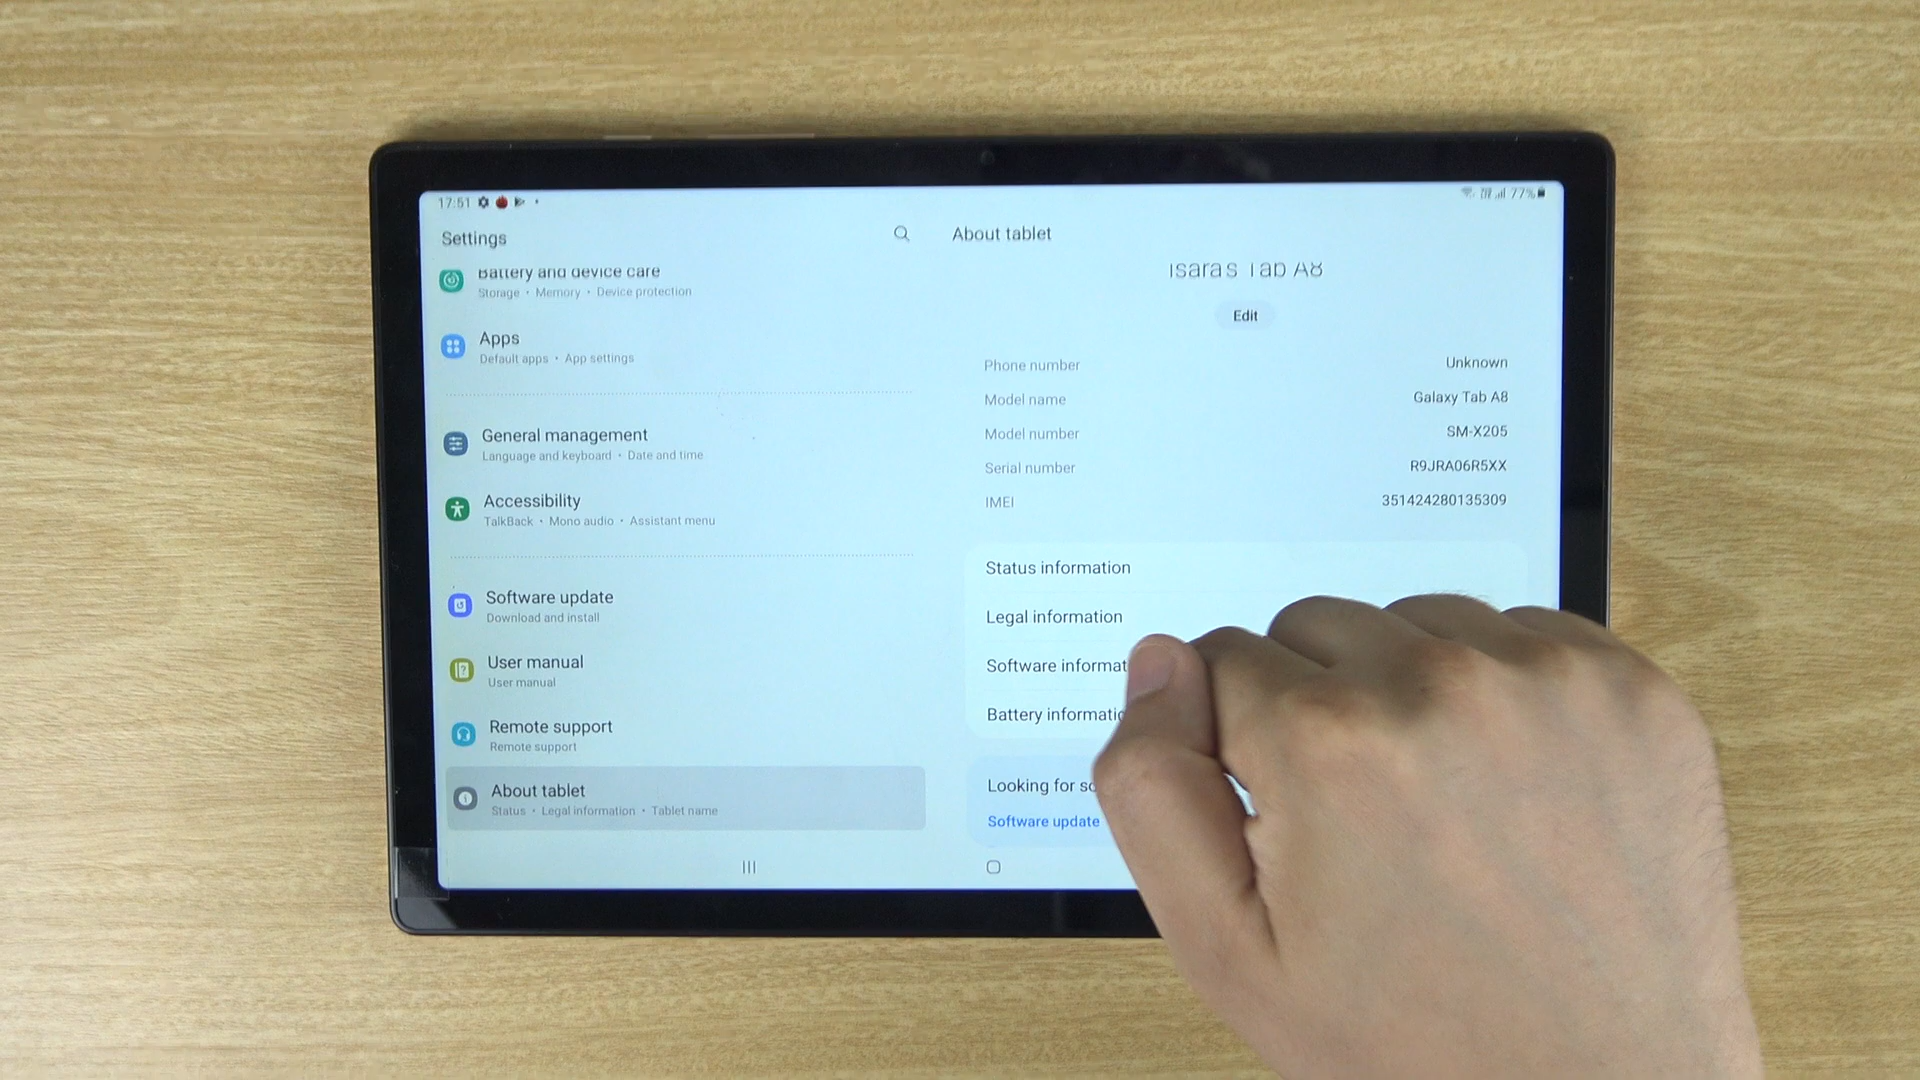 17:51
77%
Settings
About tablet
Battery and device care
Storage • Memory • Device protection
Apps
Default apps • App settings
General management
Language and keyboard • Date and time
Accessibility
TalkBack • Mono audio • Assistant menu
Software update
Download and install
User manual
User manual
Remote support
Remote support
About tablet
Status • Legal information • Tablet name
Tab A8
Edit
Phone number Unknown
Model name Galaxy Tab A8
Model number SM-X205
Serial number R9JRA06R5XX
IMEI 351424280135309
Status information
Legal information
Software informat
Battery informatio
Looking for so
Software update